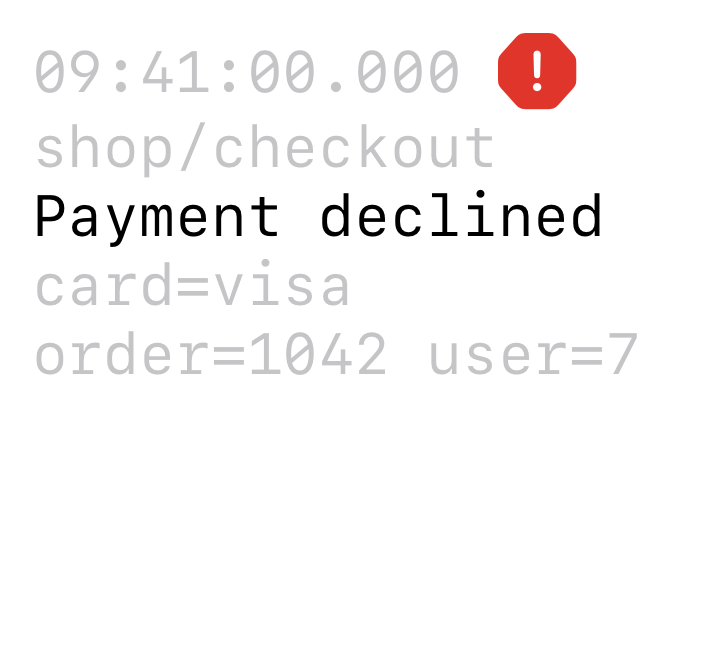 09:41:00.000
shop/checkout
Payment declined
card=visa
order=1042 user=7